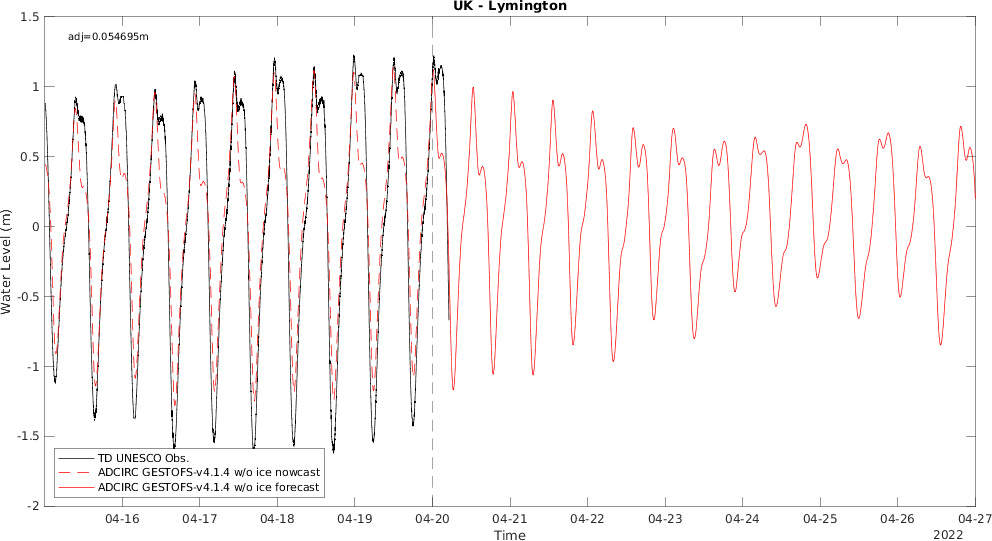 UK - Lymington
adj=0.054695m
Water Level (m)
1.5
1
0.5
0
-0.5
-1
-1.5
-2
TD UNESCO Obs.
ADCIRC GESTOFS-v4.1.4 w/o ice nowcast
ADCIRC GESTOFS-v4.1.4 w/o ice forecast
04-16 04-17 04-18 04-19 04-20 04-21 04-22 04-23 04-24 04-25 04-26 04-27
Time
2022